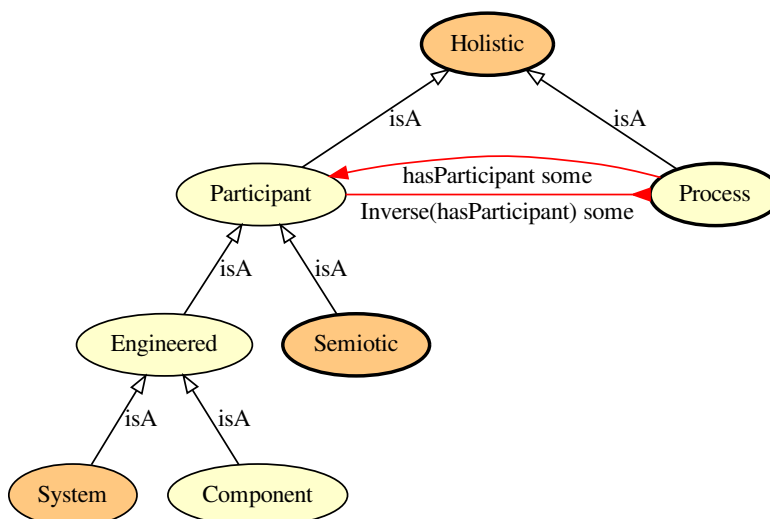 Holistic
isA
isA
hasParticipant some
Participant
Process
Inverse(hasParticipant) some
isA
isA
Engineered
Semiotic
isA
isA
System
Component